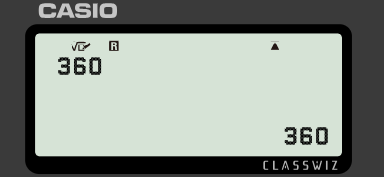 CASIO
√ R ▲
360
360
CLASSWIZ